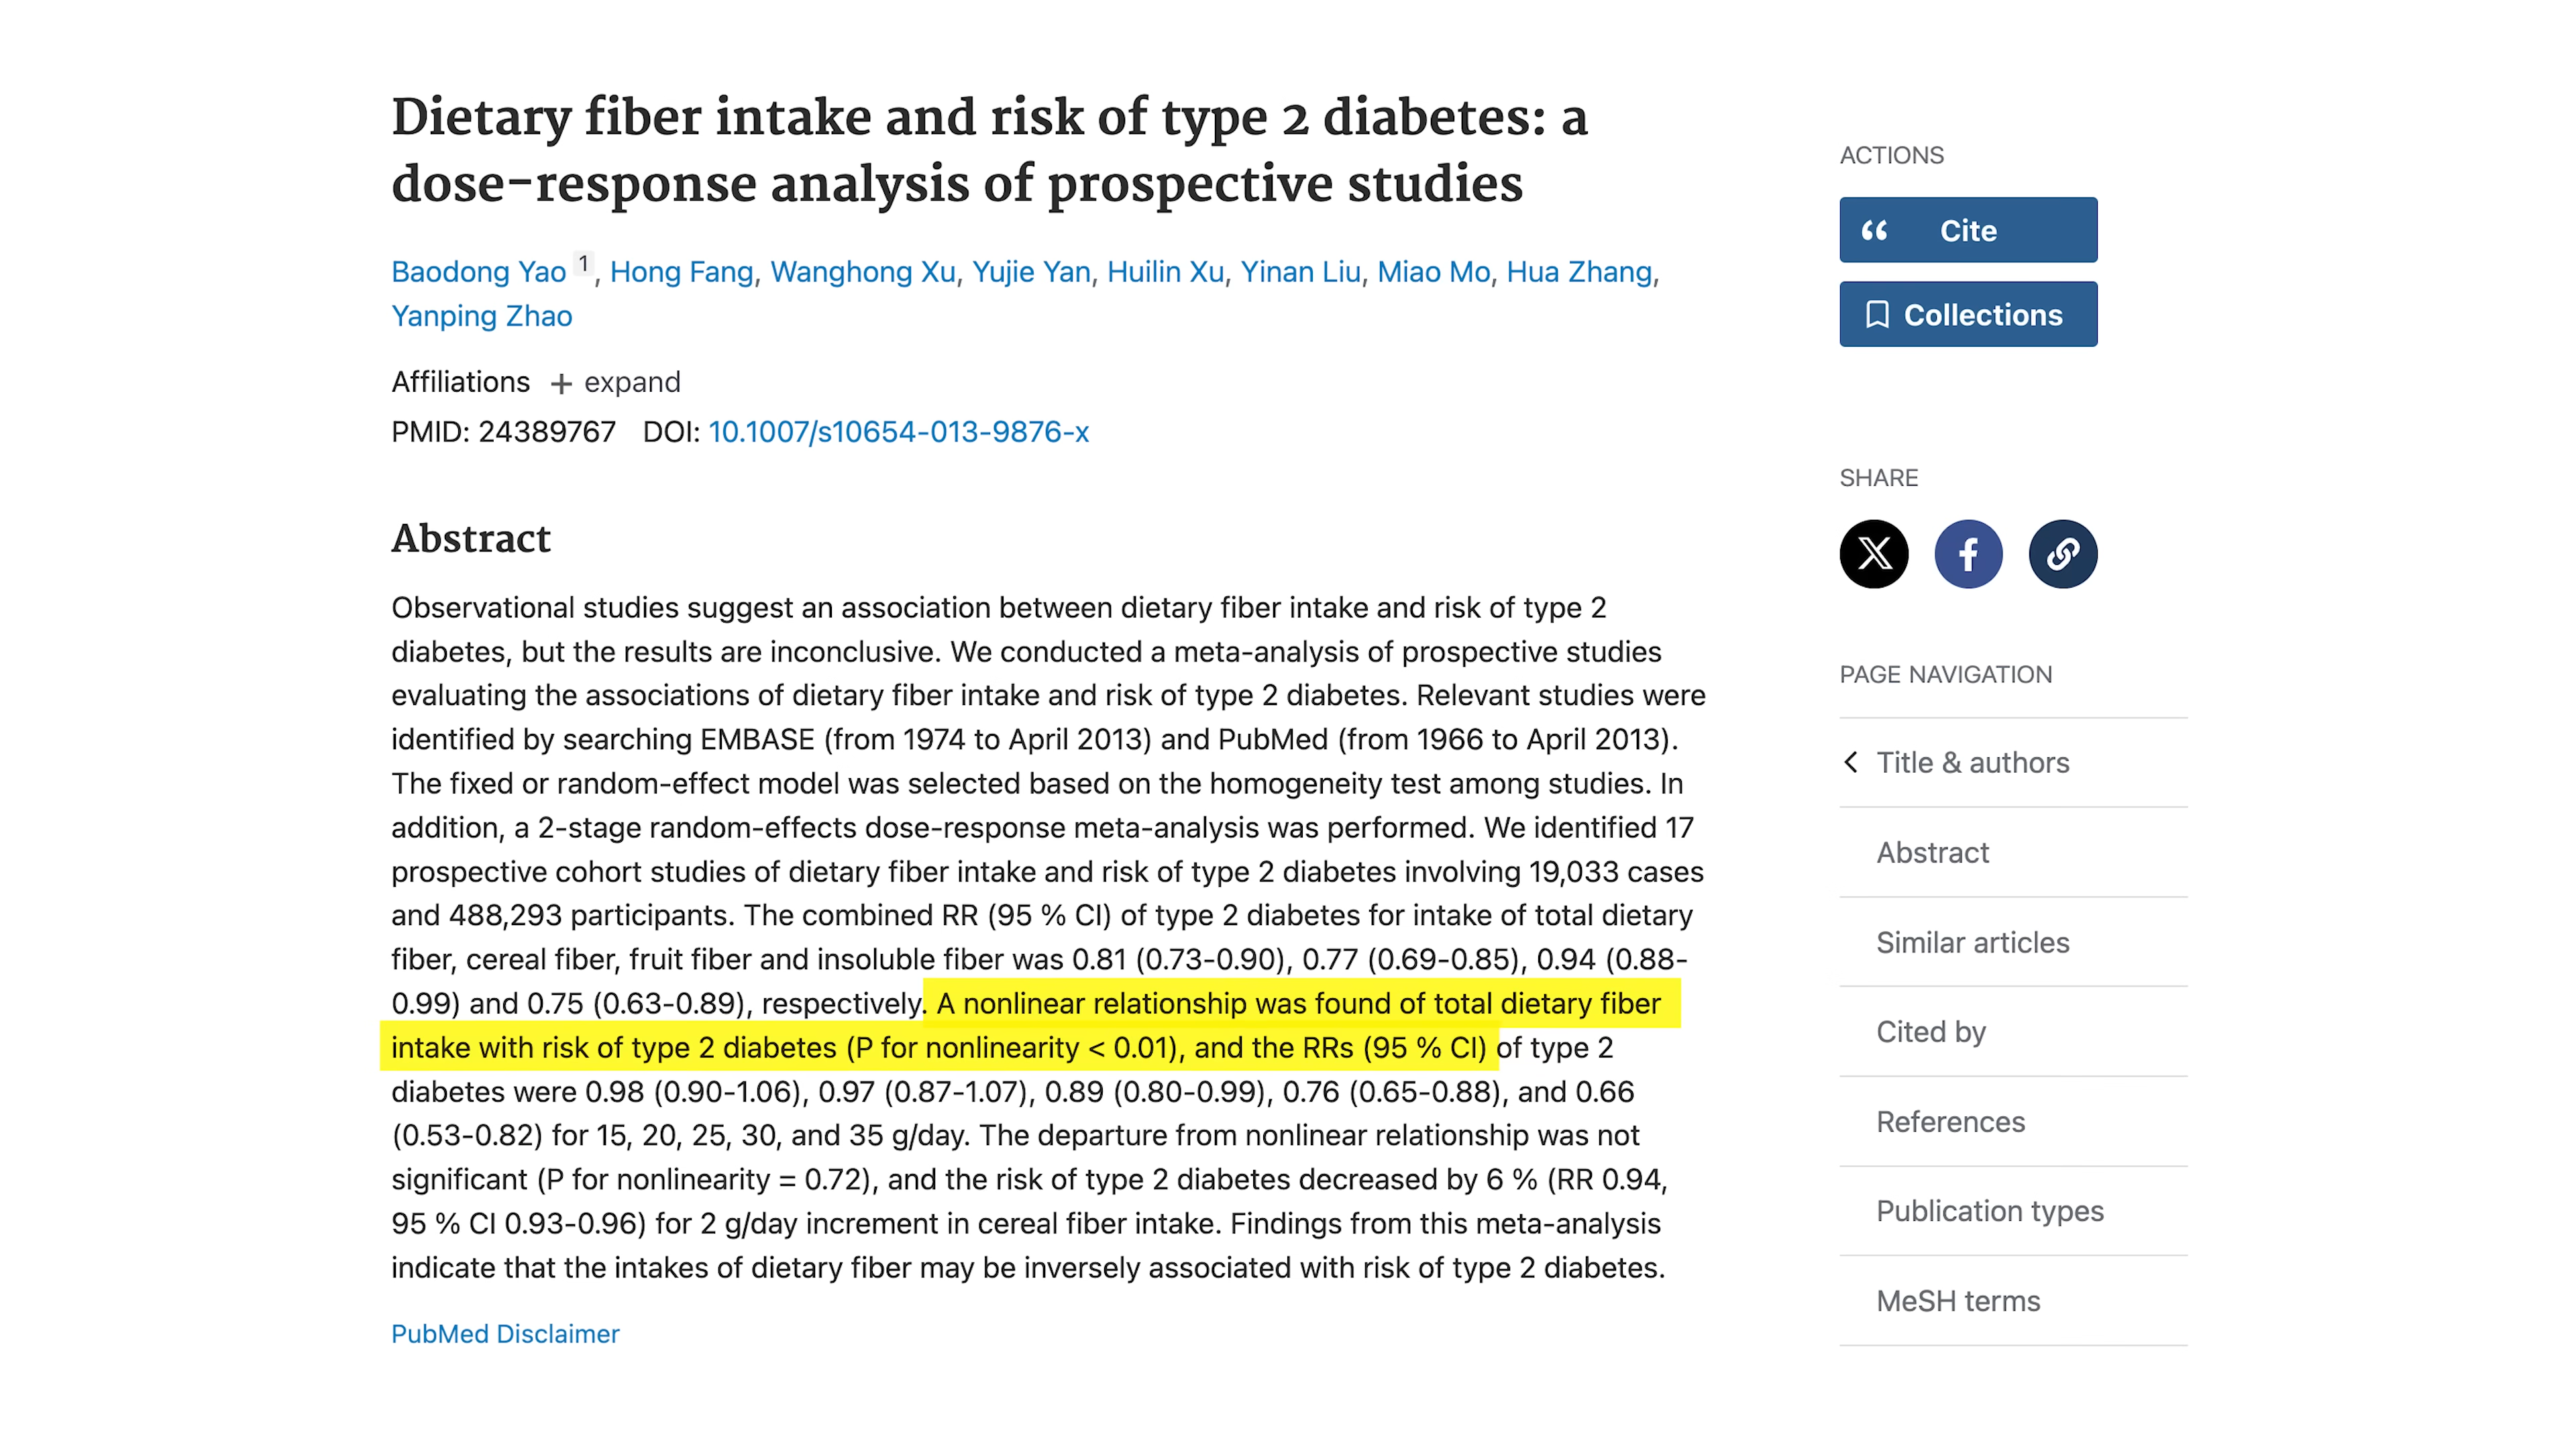 Dietary fiber intake and risk of type 2 diabetes: a
dose-response analysis of prospective studies
Baodong Yao 1, Hong Fang, Wanghong Xu, Yujie Yan, Huilin Xu, Yinan Liu, Miao Mo, Hua Zhang,
Yanping Zhao
Affiliations + expand
PMID: 24389767 DOI: 10.1007/s10654-013-9876-x
Abstract
Observational studies suggest an association between dietary fiber intake and risk of type 2
diabetes, but the results are inconclusive. We conducted a meta-analysis of prospective studies
evaluating the associations of dietary fiber intake and risk of type 2 diabetes. Relevant studies were
identified by searching EMBASE (from 1974 to April 2013) and PubMed (from 1966 to April 2013).
The fixed or random-effect model was selected based on the homogeneity test among studies. In
addition, a 2-stage random-effects dose-response meta-analysis was performed. We identified 17
prospective cohort studies of dietary fiber intake and risk of type 2 diabetes involving 19,033 cases
and 488,293 participants. The combined RR (95 % CI) of type 2 diabetes for intake of total dietary
fiber, cereal fiber, fruit fiber and insoluble fiber was 0.81 (0.73-0.90), 0.77 (0.69-0.85), 0.94 (0.88-
0.99) and 0.75 (0.63-0.89), respectively. A nonlinear relationship was found of total dietary fiber
intake with risk of type 2 diabetes (P for nonlinearity < 0.01), and the RRs (95 % CI) of type 2
diabetes were 0.98 (0.90-1.06), 0.97 (0.87-1.07), 0.89 (0.80-0.99), 0.76 (0.65-0.88), and 0.66
(0.53-0.82) for 15, 20, 25, 30, and 35 g/day. The departure from nonlinear relationship was not
significant (P for nonlinearity = 0.72), and the risk of type 2 diabetes decreased by 6 % (RR 0.94,
95 % CI 0.93-0.96) for 2 g/day increment in cereal fiber intake. Findings from this meta-analysis
indicate that the intakes of dietary fiber may be inversely associated with risk of type 2 diabetes.
PubMed Disclaimer
ACTIONS
Cite
Collections
SHARE
PAGE NAVIGATION
Title & authors
Abstract
Similar articles
Cited by
References
Publication types
MeSH terms